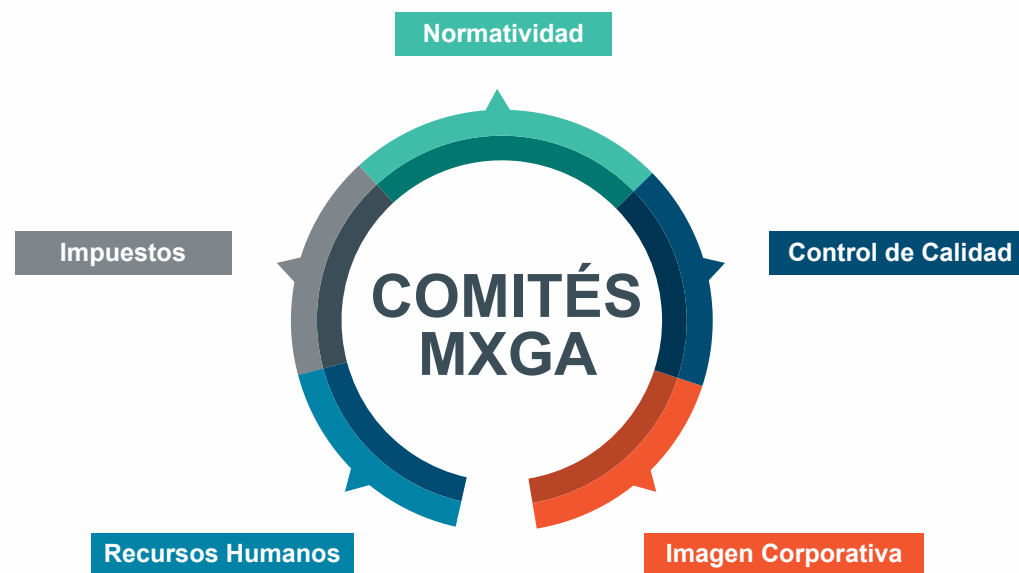 Normatividad
Impuestos
Control de Calidad
COMITÉS
MXGA
Recursos Humanos
Imagen Corporativa